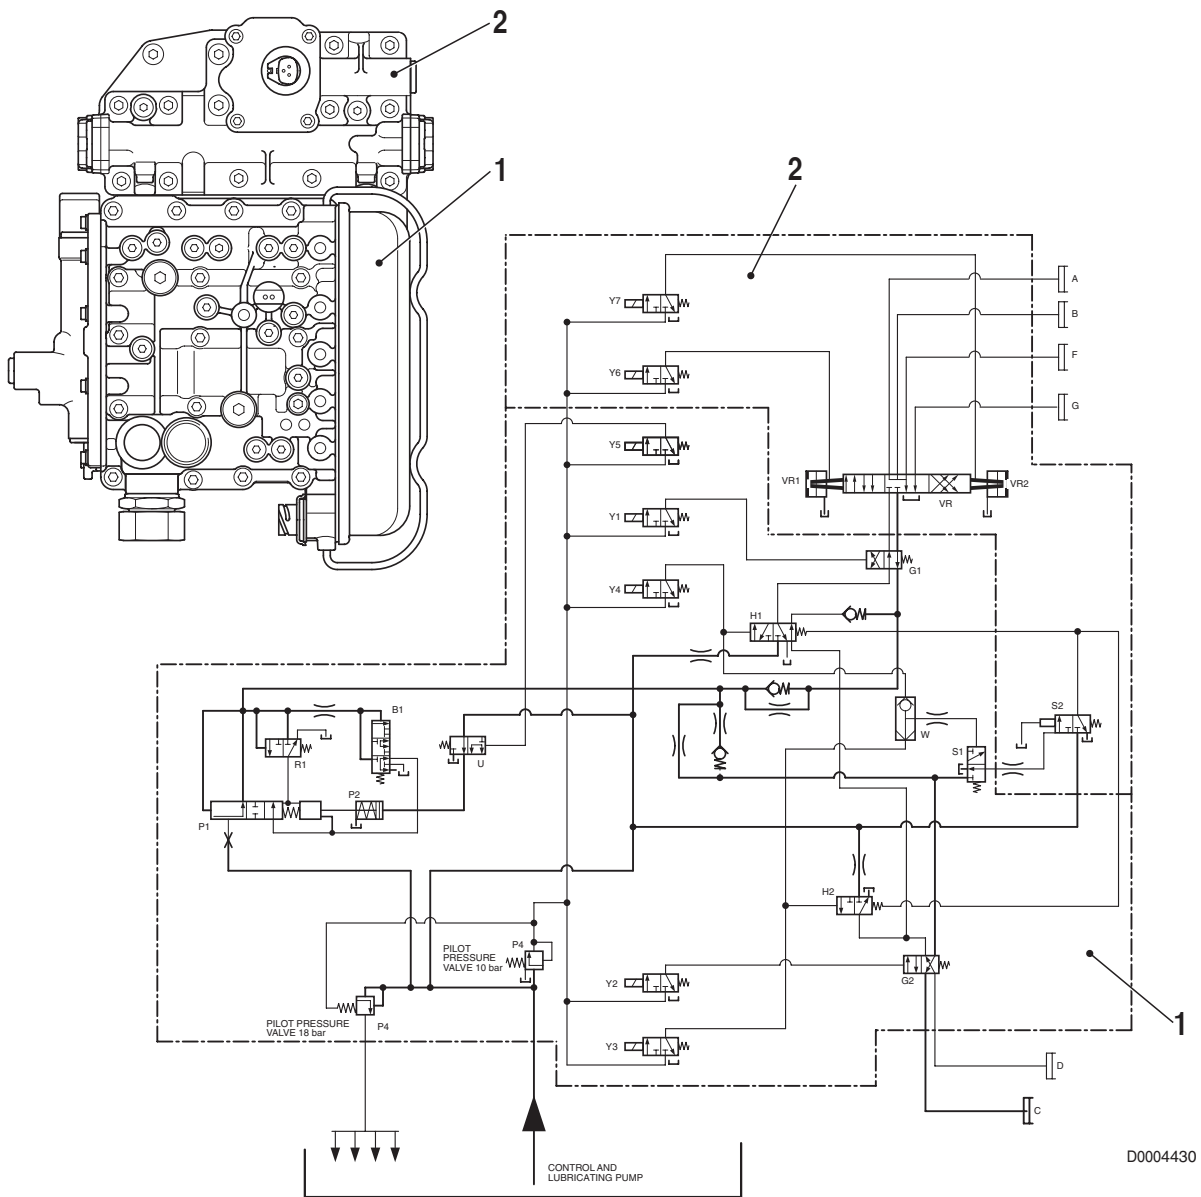 2
1
2
A
Y7
B
F
Y6
G
Y5
VR1
VR2
VR
Y1
G1
Y4
H1
S2
B1
W
R1
U
S1
P2
P1
H2
PILOT
PRESSURE
VALVE 10 bar
P4
G2
1
Y2
PILOT PRESSURE
VALVE 18 bar
P4
Y3
D
C
CONTROL AND
LUBRICATING PUMP
D0004430